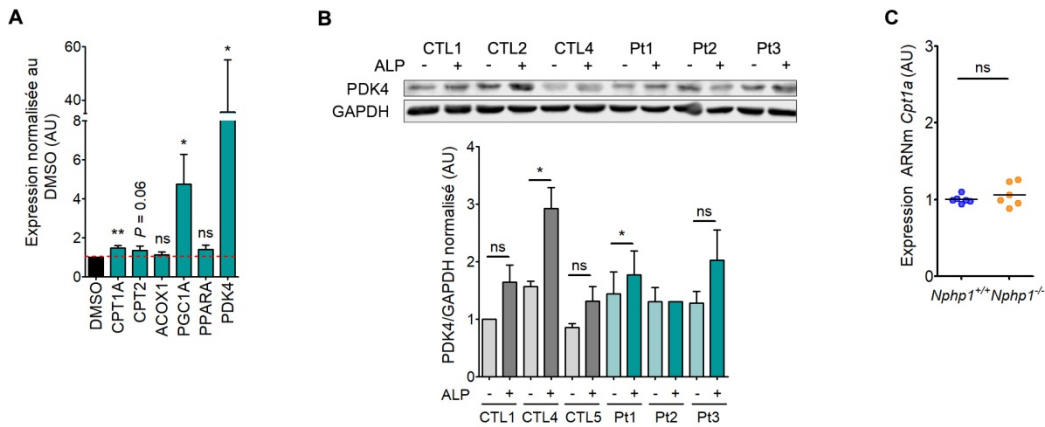 A
Expression normalisée au
DMSO (AU)
60
40
20
8
6
4
2
0
**
P = 0.06
ns
*
ns
*
DMSO
CPT1A
CPT2
ACOX1
PGC1A
PPARA
PDK4
B
CTL1 CTL2 CTL4 Pt1 Pt2 Pt3
ALP - + - + - + - + - + - +
PDK4
GAPDH
PDK4/GAPDH normalisé (AU)
4
3
2
1
0
ns * ns * ns
ALP - + - + - + - + - + - +
CTL1 CTL4 CTL5 Pt1 Pt2 Pt3
C
Expression ARNm Cpt1a (AU)
3
2
1
0
ns
Nphp1+/+ Nphp1-/-